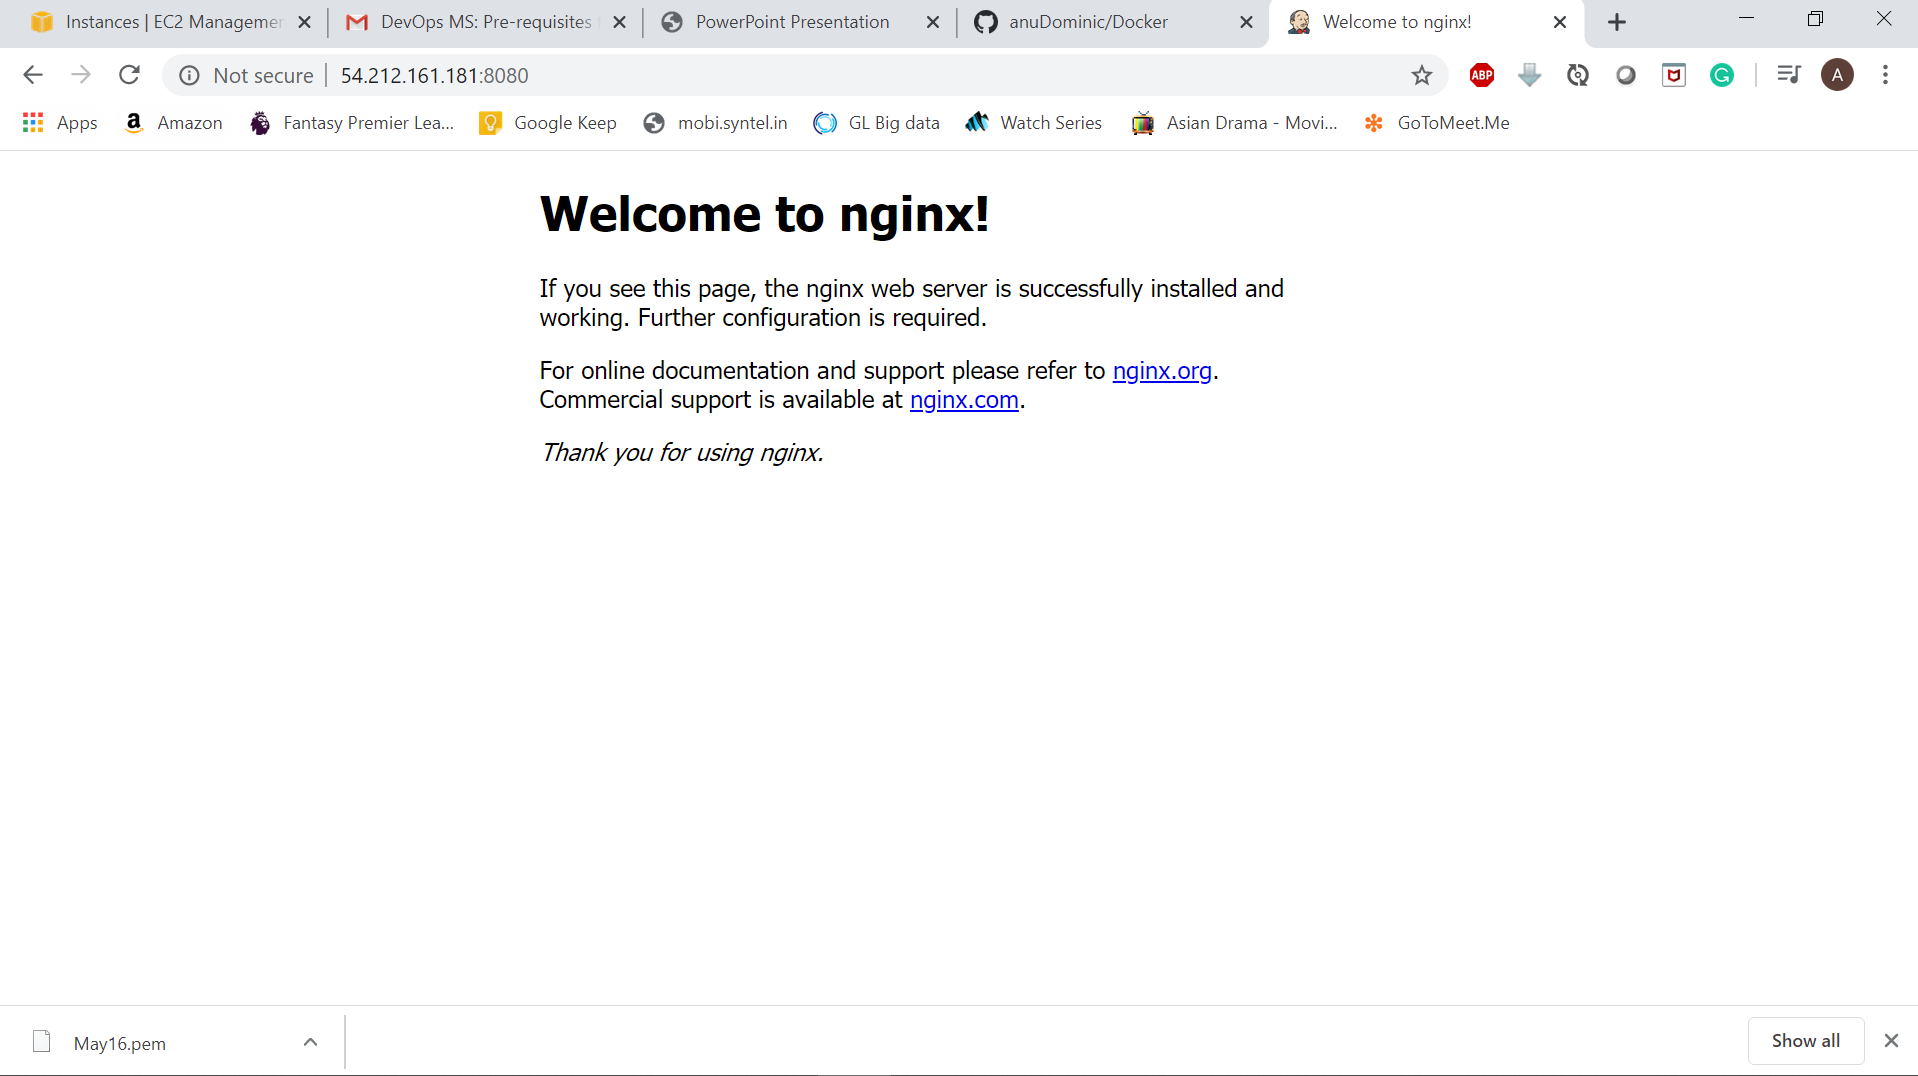 Instances | EC2 Managemen
DevOps MS: Pre-requisites
PowerPoint Presentation
anuDominic/Docker
Welcome to nginx!
Not secure
54.212.161.181:8080
ABP
G
A
Apps
Amazon
Fantasy Premier Lea...
Google Keep
mobi.syntel.in
GL Big data
Watch Series
Asian Drama - Movi...
GoToMeet.Me
Welcome to nginx!
If you see this page, the nginx web server is successfully installed and
working. Further configuration is required.
For online documentation and support please refer to nginx.org.
Commercial support is available at nginx.com.
Thank you for using nginx.
May16.pem
Show all